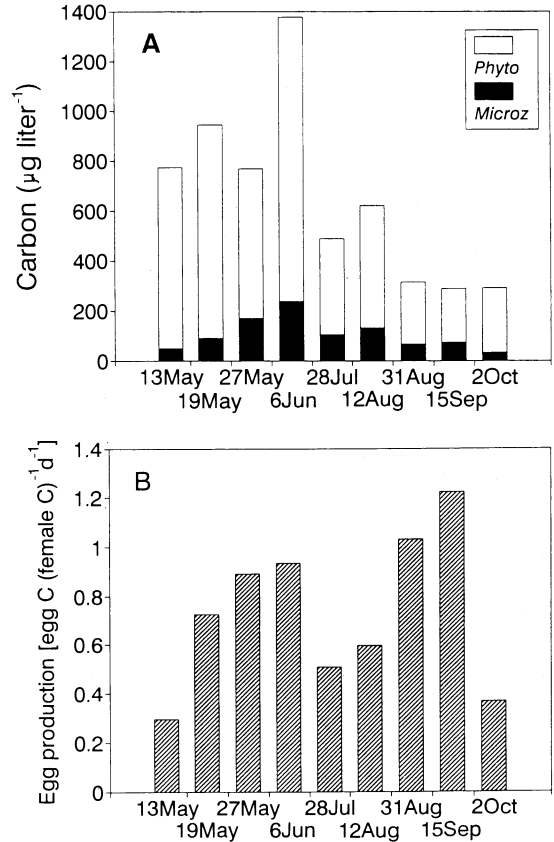 A
Phyto
Microz
Carbon (μg liter⁻¹)
1400
1200
1000
800
600
400
200
0
13May 27May 28Jul 31Aug 2Oct
19May 6Jun 12Aug 15Sep
B
Egg production [egg C (female C)⁻¹d⁻¹]
1.4
1.2
1
0.8
0.6
0.4
0.2
0
13May 27May 28Jul 31Aug 2Oct
19May 6Jun 12Aug 15Sep